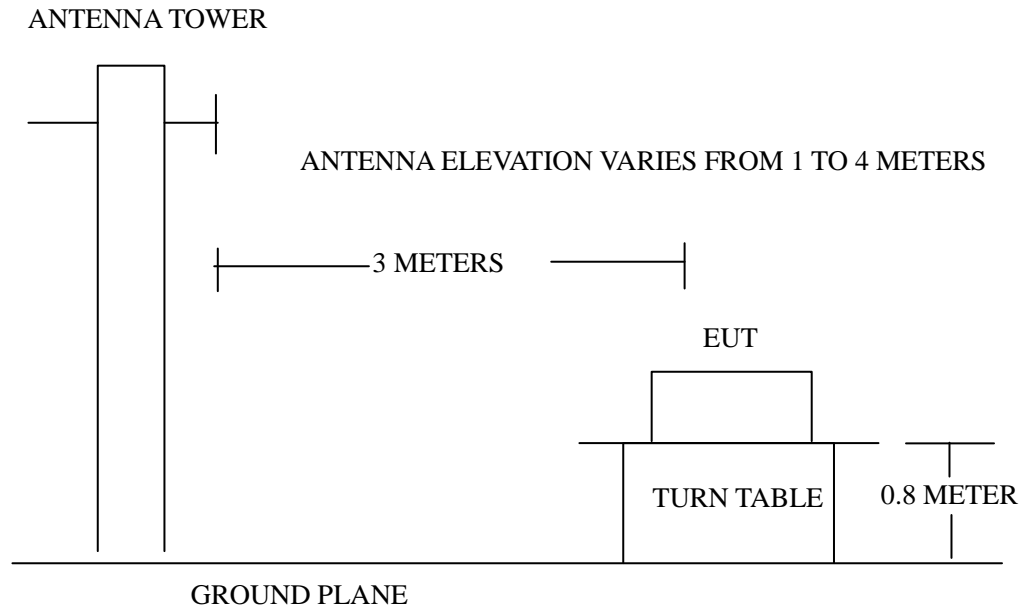 ANTENNA TOWER
ANTENNA ELEVATION VARIES FROM 1 TO 4 METERS
3 METERS
EUT
TURN TABLE
0.8 METER
GROUND PLANE